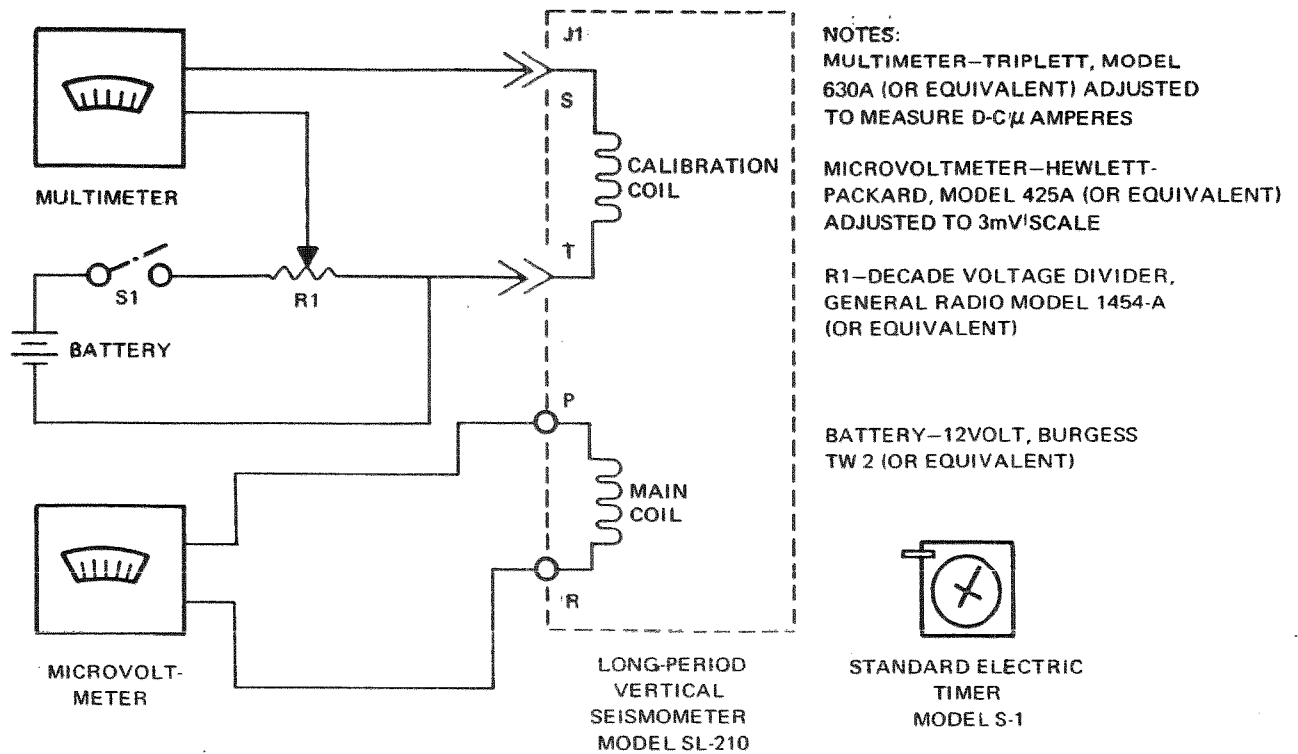 J1
S
CALIBRATION
COIL
MULTIMETER
T
S1
R1
BATTERY
P
MAIN
COIL
R
MICROVOLT-
METER
LONG-PERIOD
VERTICAL
SEISMOMETER
MODEL SL-210
NOTES:
MULTIMETER–TRIPLETT, MODEL
630A (OR EQUIVALENT) ADJUSTED
TO MEASURE D-C μ AMPERES
MICROVOLTMETER–HEWLETT-
PACKARD, MODEL 425A (OR EQUIVALENT)
ADJUSTED TO 3mV SCALE
R1–DECADE VOLTAGE DIVIDER,
GENERAL RADIO MODEL 1454-A
(OR EQUIVALENT)
BATTERY–12VOLT, BURGESS
TW 2 (OR EQUIVALENT)
STANDARD ELECTRIC
TIMER
MODEL S-1